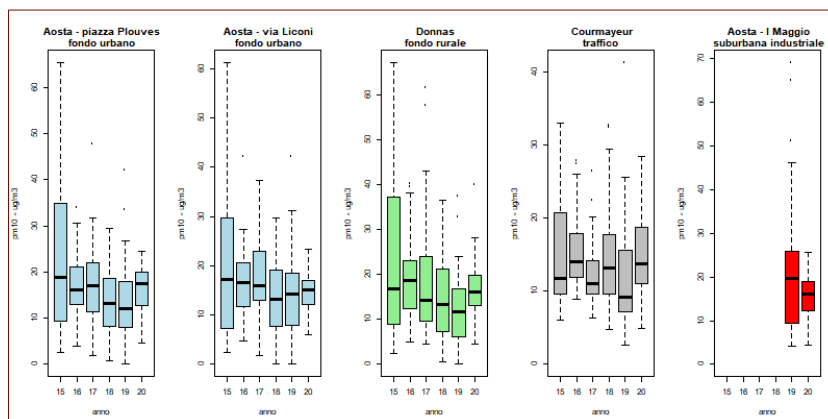 Aosta - piazza Plouves
fondo urbano
pm10 - ug/m3
0 10 20 30 40 50 60
15 16 17 18 19 20
anno
Aosta - via Liconi
fondo urbano
pm10 - ug/m3
0 10 20 30 40 50 60
15 16 17 18 19 20
anno
Donnas
fondo rurale
pm10 - ug/m3
0 10 20 30 40 50 60
15 16 17 18 19 20
anno
Courmayeur
traffico
pm10 - ug/m3
0 10 20 30 40
15 16 17 18 19 20
anno
Aosta - I Maggio
suburbana industriale
pm10 - ug/m3
0 10 20 30 40 50 60 70
15 16 17 18 19 20
anno